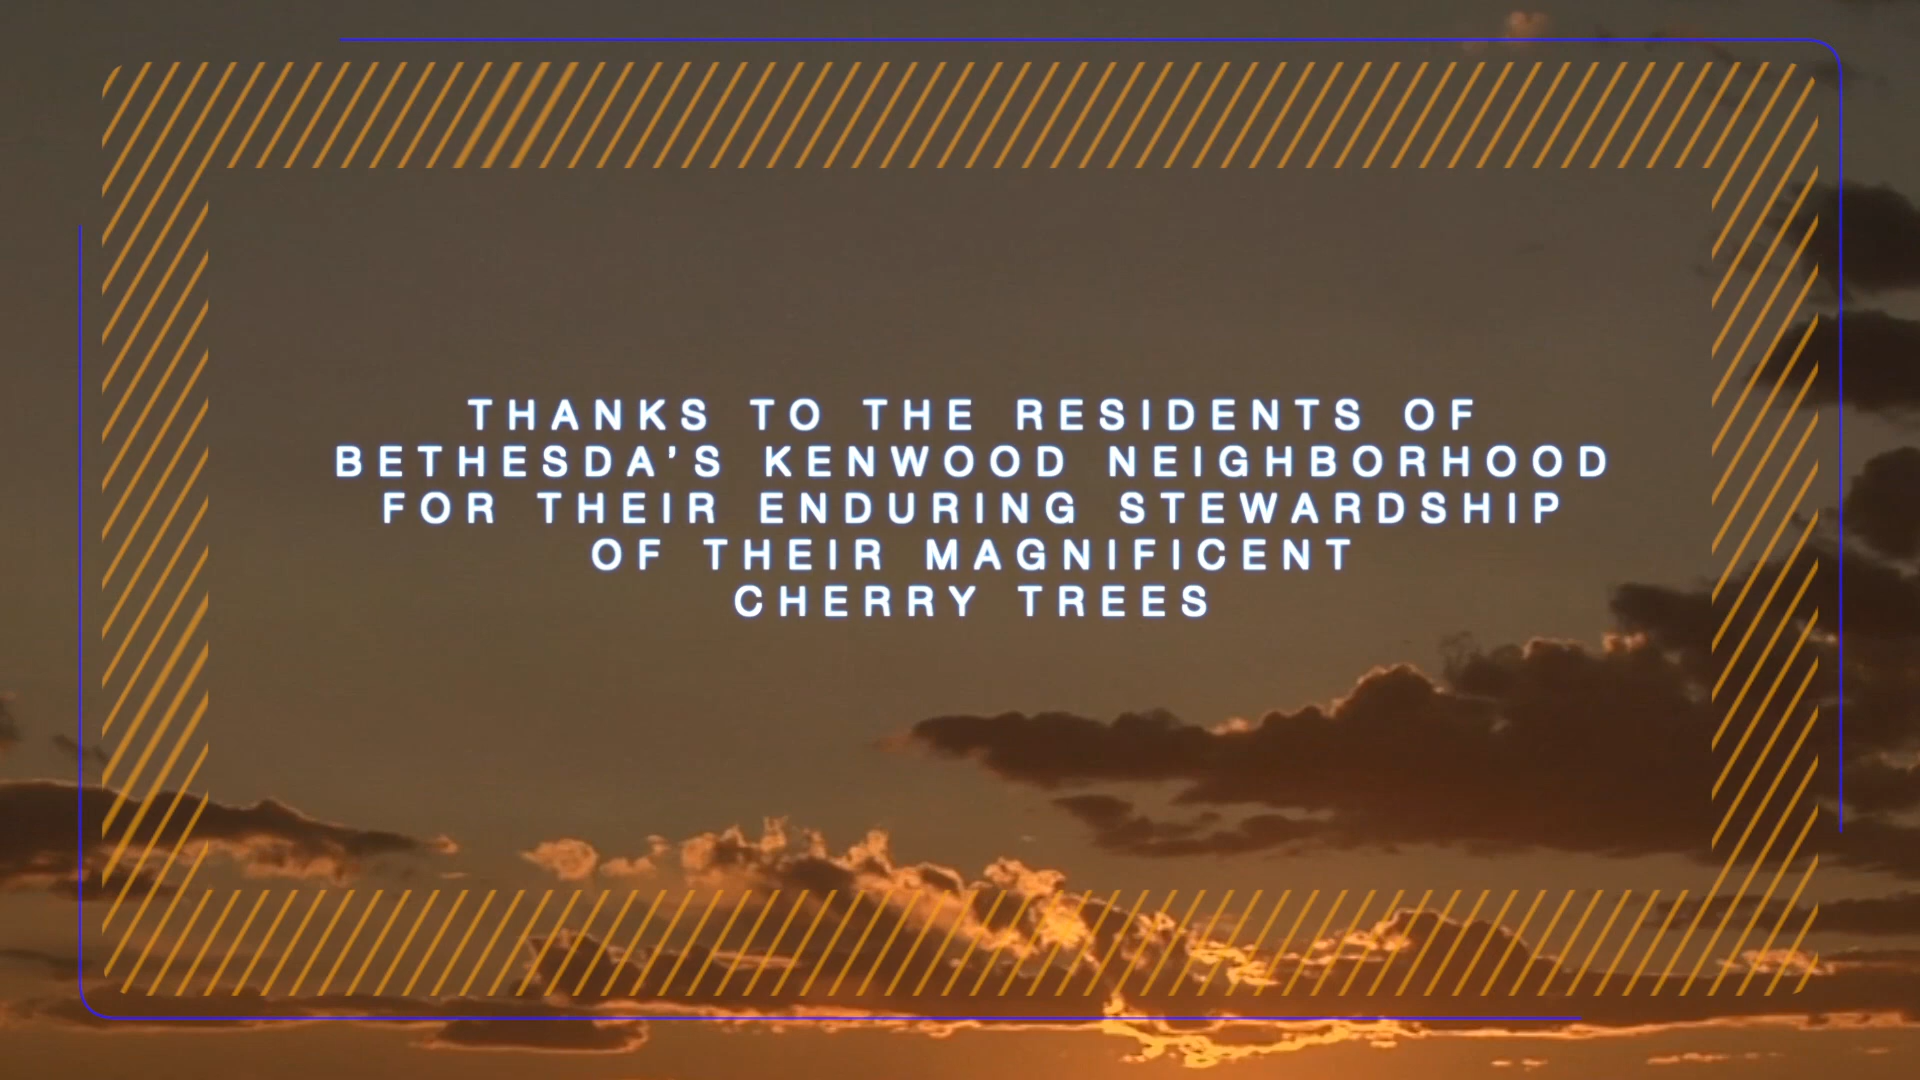 THANKS TO THE RESIDENTS OF
BETHESDA’S KENWOOD NEIGHBORHOOD
FOR THEIR ENDURING STEWARDSHIP
OF THEIR MAGNIFICENT
CHERRY TREES